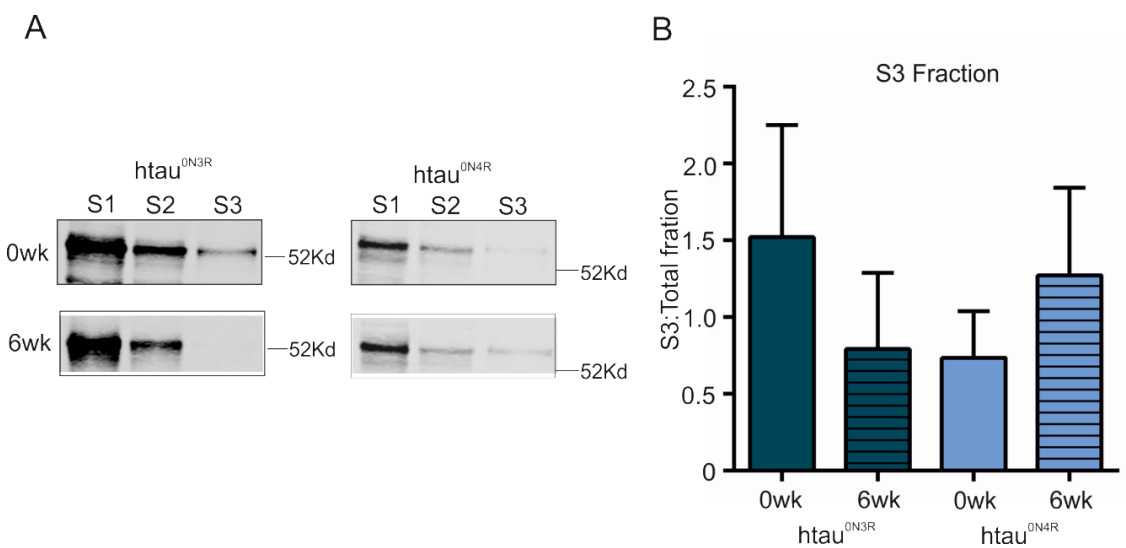 A
htau0N3R
S1 S2 S3
0wk
52Kd
6wk
52Kd
htau0N4R
S1 S2 S3
52Kd
52Kd
B
S3 Fraction
S3:Total fration
2.5
2.0
1.5
1.0
0.5
0
0wk 6wk 0wk 6wk
htau0N3R htau0N4R